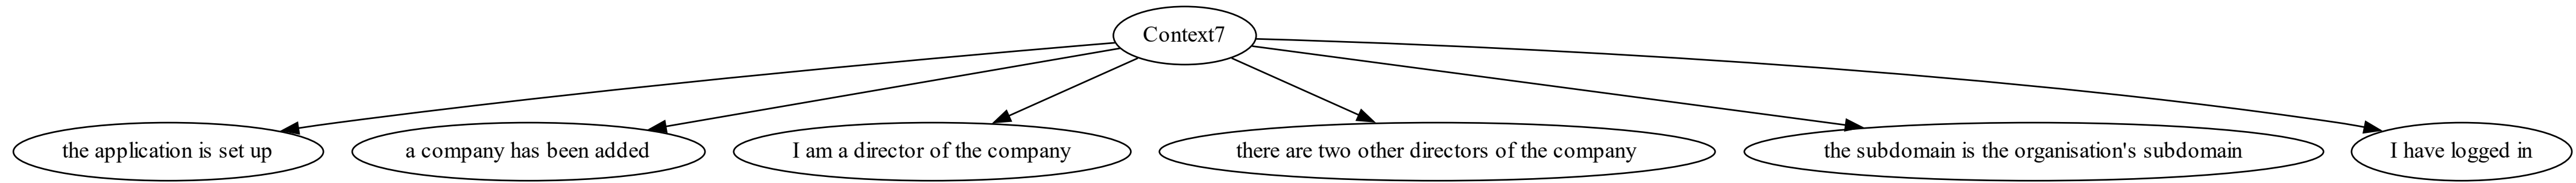 Context7
the application is set up
a company has been added
I am a director of the company
there are two other directors of the company
the subdomain is the organisation's subdomain
I have logged in